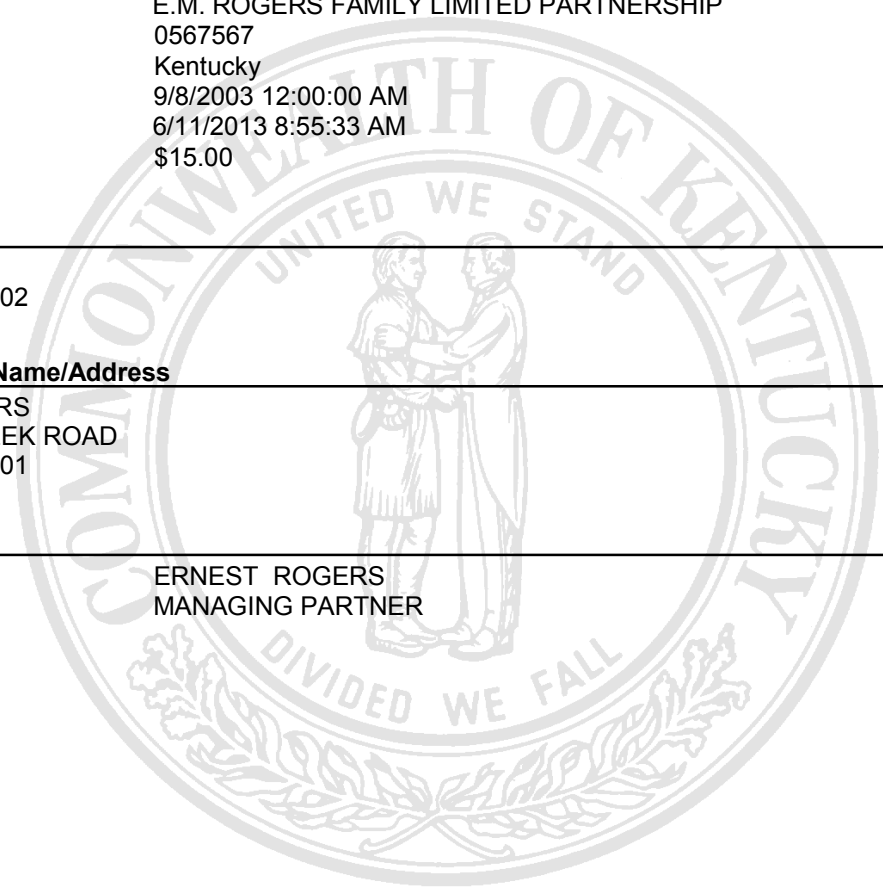 E.M. ROGERS FAMILY LIMITED PARTNERSHIP
0567567
Kentucky
9/8/2003 12:00:00 AM
6/11/2013 8:55:33 AM
$15.00
COMMONWEALTH OF KENTUCKY
UNITED WE STAND
02
Name/Address
RS
EK ROAD
01
ERNEST ROGERS
MANAGING PARTNER
DIVIDED WE FALL